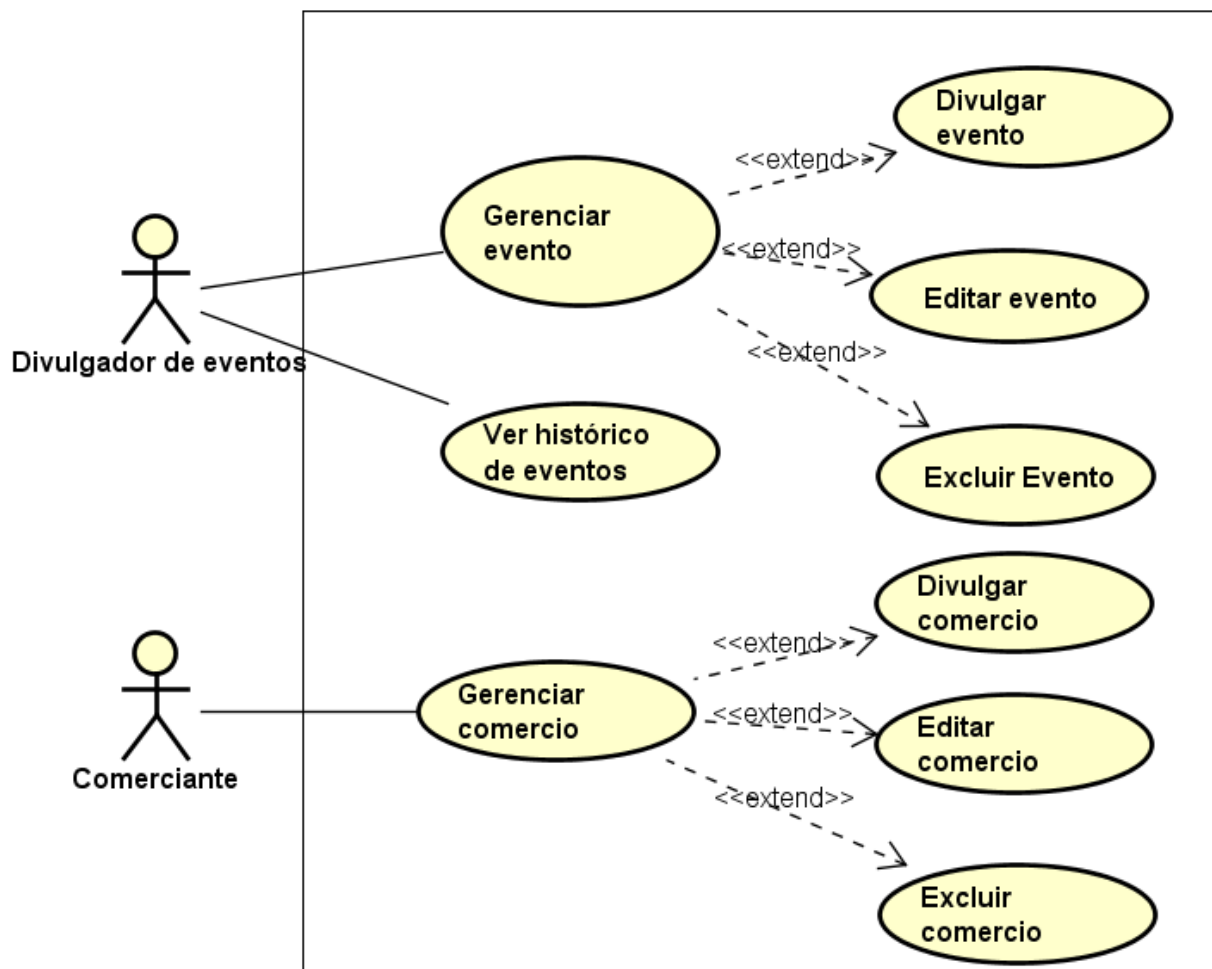 Divulgar
evento
<<extend>>
Gerenciar
evento
<<extend>>
Editar evento
<<extend>>
Divulgador de eventos
Ver histórico
de eventos
Excluir Evento
Divulgar
comercio
<<extend>>
Gerenciar
comercio
<<extend>>
Editar
comercio
Comerciante
<<extend>>
Excluir
comercio